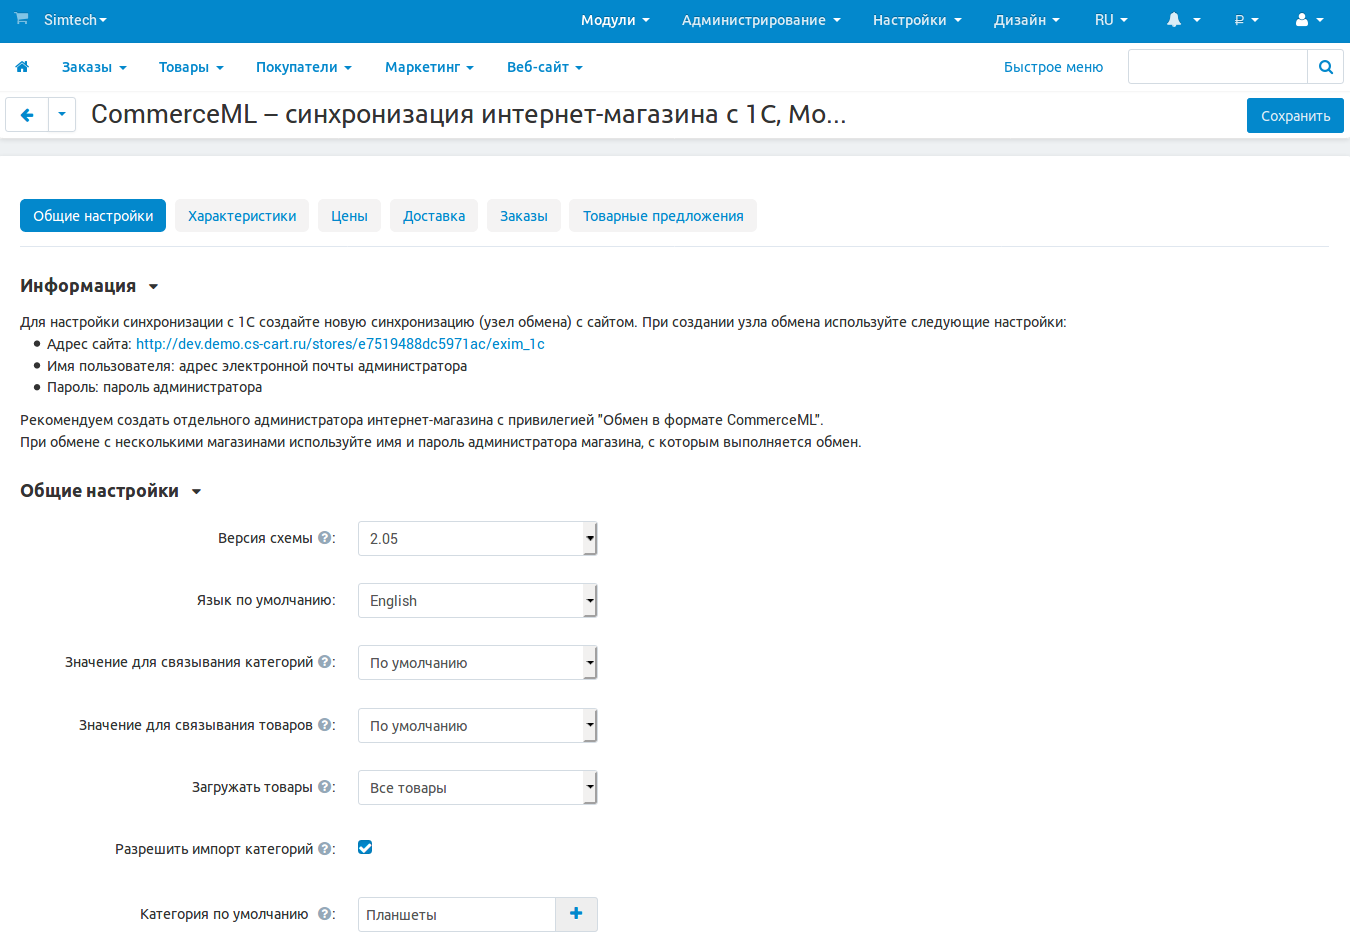 Simtech Модули Администрирование Настройки Дизайн RU ₽
Заказы Товары Покупатели Маркетинг Веб-сайт Быстрое меню
CommerceML – синхронизация интернет-магазина с 1С, Мо... Сохранить
Общие настройки Характеристики Цены Доставка Заказы Товарные предложения
Информация
Для настройки синхронизации с 1С создайте новую синхронизацию (узел обмена) с сайтом. При создании узла обмена используйте следующие настройки:
• Адрес сайта: http://dev.demo.cs-cart.ru/stores/e7519488dc5971ac/exim_1c
• Имя пользователя: адрес электронной почты администратора
• Пароль: пароль администратора
Рекомендуем создать отдельного администратора интернет-магазина с привилегией "Обмен в формате CommerceML".
При обмене с несколькими магазинами используйте имя и пароль администратора магазина, с которым выполняется обмен.
Общие настройки
Версия схемы ?: 2.05
Язык по умолчанию: English
Значение для связывания категорий ?: По умолчанию
Значение для связывания товаров ?: По умолчанию
Загружать товары ?: Все товары
Разрешить импорт категорий ?:
Категория по умолчанию ?: Планшеты +